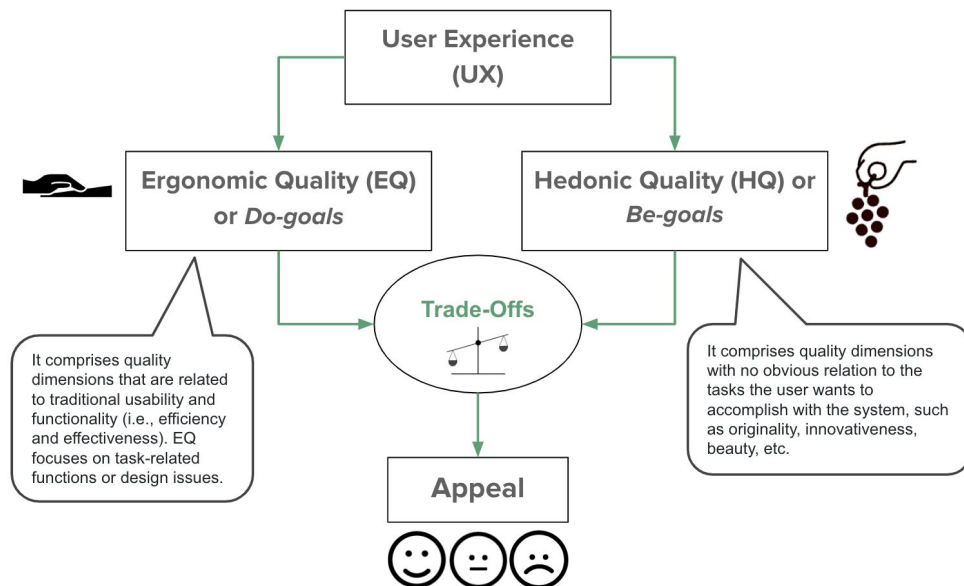 User Experience
(UX)
Ergonomic Quality (EQ)
or Do-goals
Hedonic Quality (HQ) or
Be-goals
Trade-Offs
It comprises quality
dimensions that are related
to traditional usability and
functionality (i.e., efficiency
and effectiveness). EQ
focuses on task-related
functions or design issues.
It comprises quality dimensions
with no obvious relation to the
tasks the user wants to
accomplish with the system, such
as originality, innovativeness,
beauty, etc.
Appeal